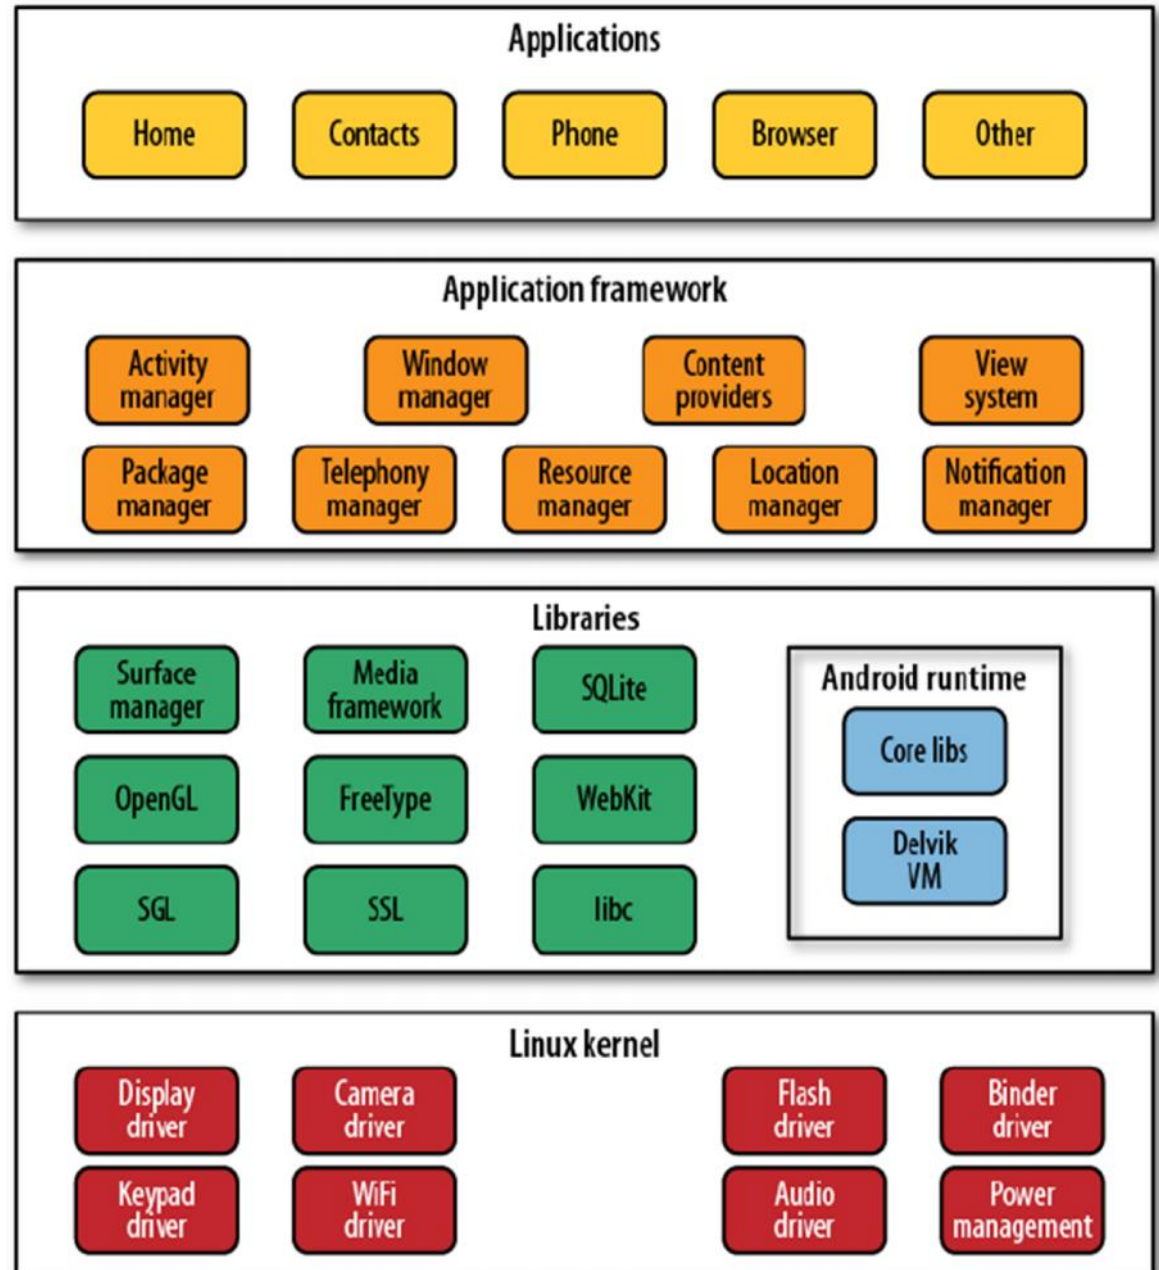 Applications
Home
Contacts
Phone
Browser
Other
Application framework
Activity
manager
Window
manager
Content
providers
View
system
Package
manager
Telephony
manager
Resource
manager
Location
manager
Notification
manager
Libraries
Surface
manager
Media
framework
SQLite
OpenGL
FreeType
WebKit
SGL
SSL
libc
Android runtime
Core libs
Delvik
VM
Linux kernel
Display
driver
Camera
driver
Flash
driver
Binder
driver
Keypad
driver
WiFi
driver
Audio
driver
Power
management